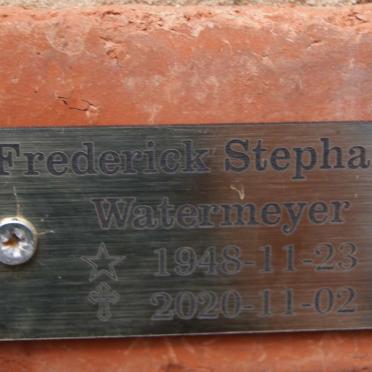 Frederick Stepha
Watermeyer
1948-11-23
2020-11-02